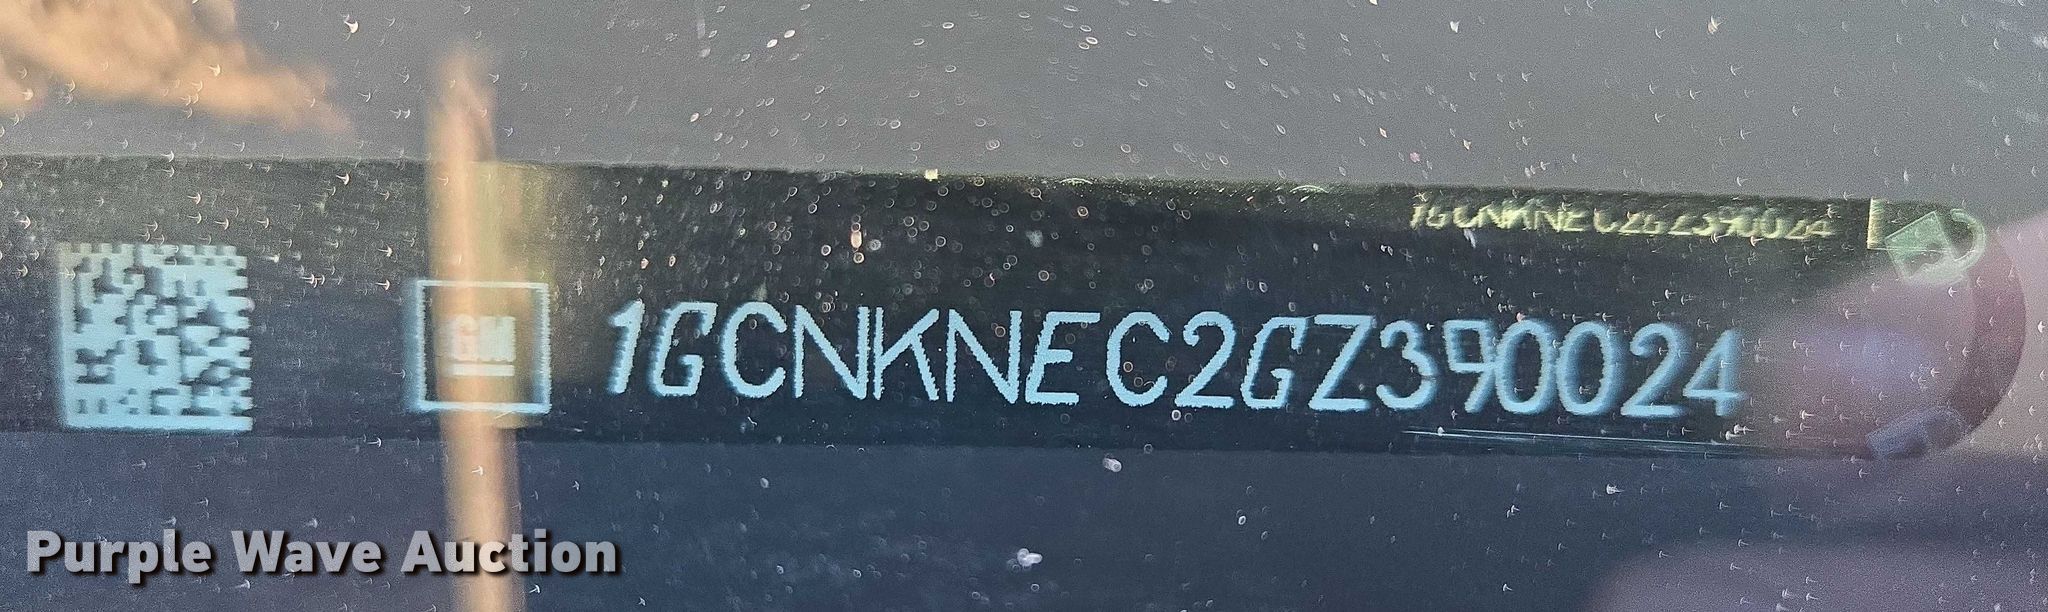 1GCNKNEC2GZ390024
GM
1GCNKNEC2GZ390024
Purple Wave Auction